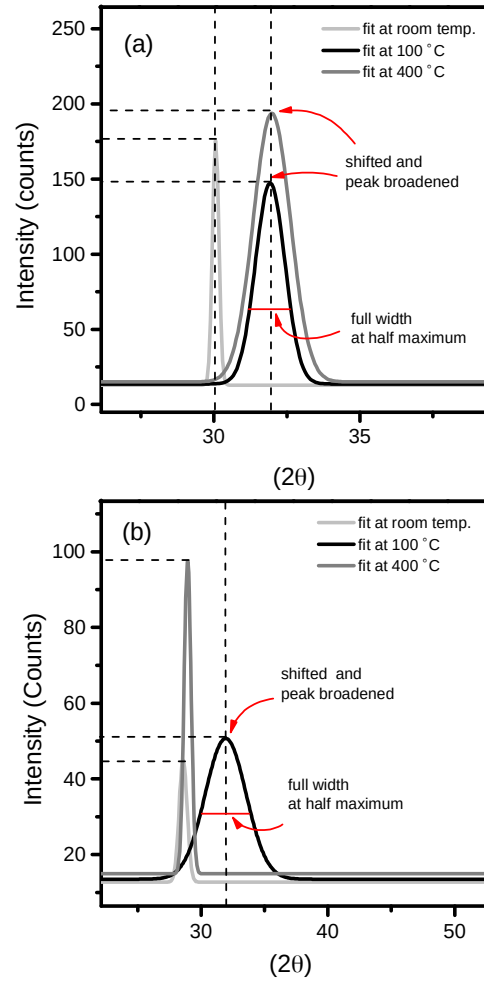 (a)
fit at room temp.
fit at 100 °C
fit at 400 °C
250
200
150
100
50
0
Intensity (counts)
shifted and
peak broadened
full width
at half maximum
30
35
(2θ)
(b)
fit at room temp.
fit at 100 °C
fit at 400 °C
100
80
60
40
20
Intensity (Counts)
shifted and
peak broadened
full width
at half maximum
30
40
50
(2θ)